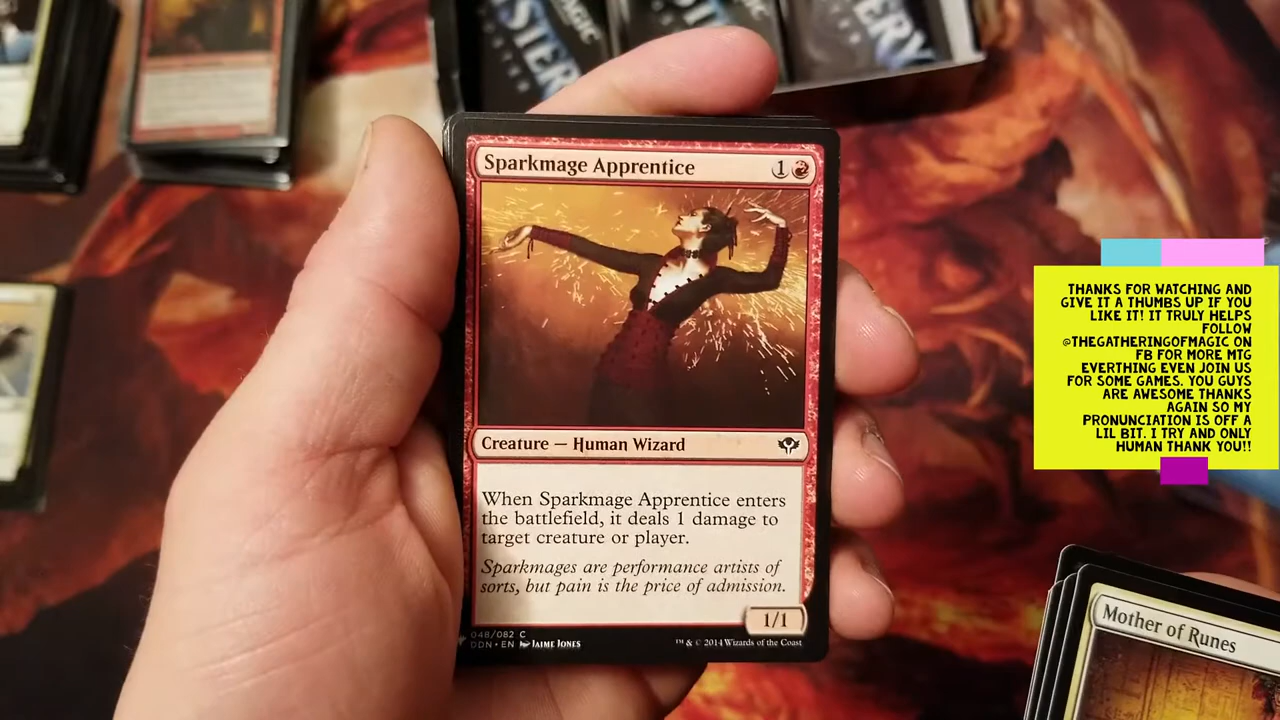 MAGIC
MYSTERY
Sparkmage Apprentice 1
Creature — Human Wizard
When Sparkmage Apprentice enters
the battlefield, it deals 1 damage to
target creature or player.
Sparkmages are performance artists of
sorts, but pain is the price of admission.
1/1
048/082 C
DDN • EN JAIME JONES
™ & © 2014 Wizards of the Coast
THANKS FOR WATCHING AND
GIVE IT A THUMBS UP IF YOU
LIKE IT! IT TRULY HELPS
FOLLOW
@THEGATHERINGOFMAGIC ON
FB FOR MORE MTG
EVERTHING EVEN JOIN US
FOR SOME GAMES. YOU GUYS
ARE AWESOME THANKS
AGAIN SO MY
PRONUNCIATION IS OFF A
LIL BIT. I TRY AND ONLY
HUMAN THANK YOU!!
Mother of Runes